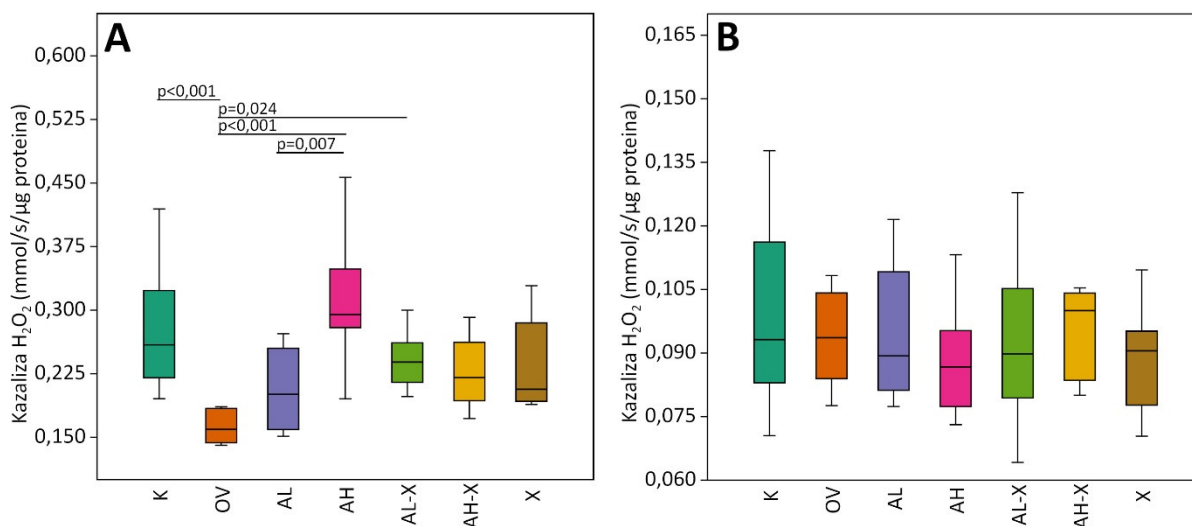 A
Kazaliza H₂O₂ (mmol/s/µg proteina)
0,600
0,525
0,450
0,375
0,300
0,225
0,150
p<0,001
p=0,024
p<0,001
p=0,007
K
OV
AL
AH
AL-X
AH-X
X
B
Kazaliza H₂O₂ (mmol/s/µg proteina)
0,165
0,150
0,135
0,120
0,105
0,090
0,075
0,060
K
OV
AL
AH
AL-X
AH-X
X